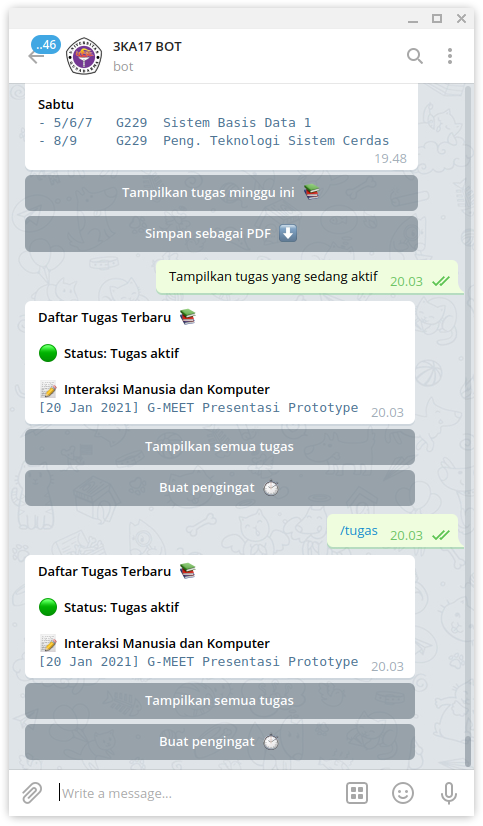 ..46
3KA17 BOT
bot
Sabtu
- 5/6/7   G229  Sistem Basis Data 1
- 8/9     G229  Peng. Teknologi Sistem Cerdas
19.48
Tampilkan tugas minggu ini 📚
Simpan sebagai PDF ⬇️
Tampilkan tugas yang sedang aktif 20.03
Daftar Tugas Terbaru 📚
🟢 Status: Tugas aktif
📝 Interaksi Manusia dan Komputer
[20 Jan 2021] G-MEET Presentasi Prototype 20.03
Tampilkan semua tugas
Buat pengingat ⏱️
/tugas 20.03
Daftar Tugas Terbaru 📚
🟢 Status: Tugas aktif
📝 Interaksi Manusia dan Komputer
[20 Jan 2021] G-MEET Presentasi Prototype 20.03
Tampilkan semua tugas
Buat pengingat ⏱️
Write a message...